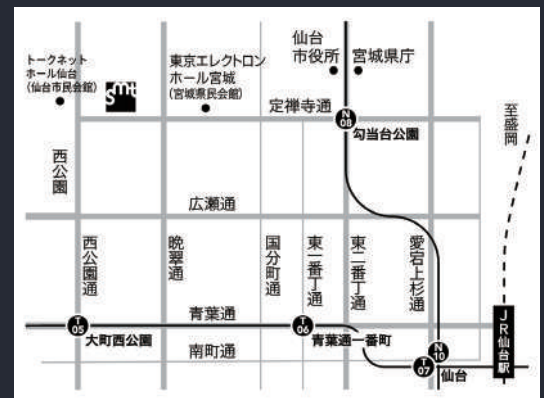 トークネット
ホール仙台
(仙台市民会館)
smt
東京エレクトロン
ホール宮城
(宮城県民会館)
仙台
市役所
宮城県庁
定禅寺通
N
08
勾当台公園
至盛岡
西公園
広瀬通
西公園通
晩翠通
国分町通
東一番丁通
東二番丁通
愛宕上杉通
青葉通
T
05
大町西公園
T
06
青葉通一番町
南町通
N
10
T
07
仙台
JR仙台駅